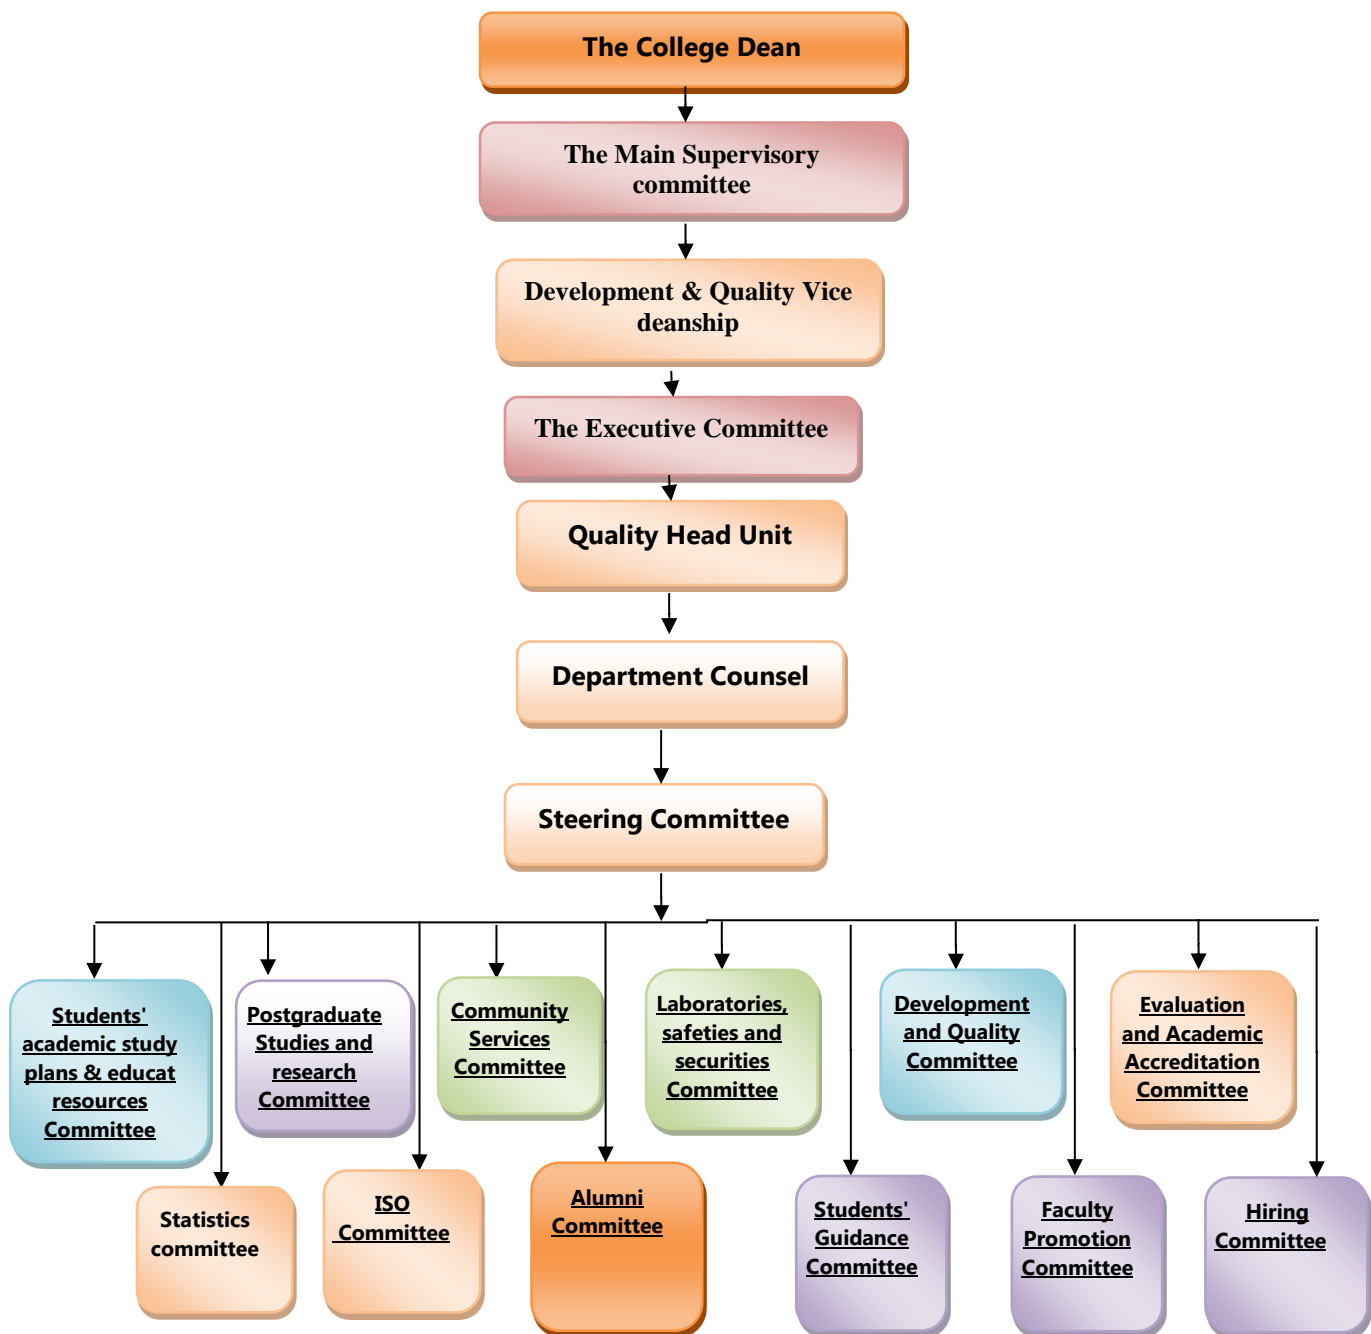 The College Dean
The Main Supervisory
committee
Development & Quality Vice
deanship
The Executive Committee
Quality Head Unit
Department Counsel
Steering Committee
Students'
academic study
plans & educat
resources
Committee
Postgraduate
Studies and
research
Committee
Community
Services
Committee
Laboratories,
safeties and
securities
Committee
Development
and Quality
Committee
Evaluation
and Academic
Accreditation
Committee
Statistics
committee
ISO
Committee
Alumni
Committee
Students'
Guidance
Committee
Faculty
Promotion
Committee
Hiring
Committee